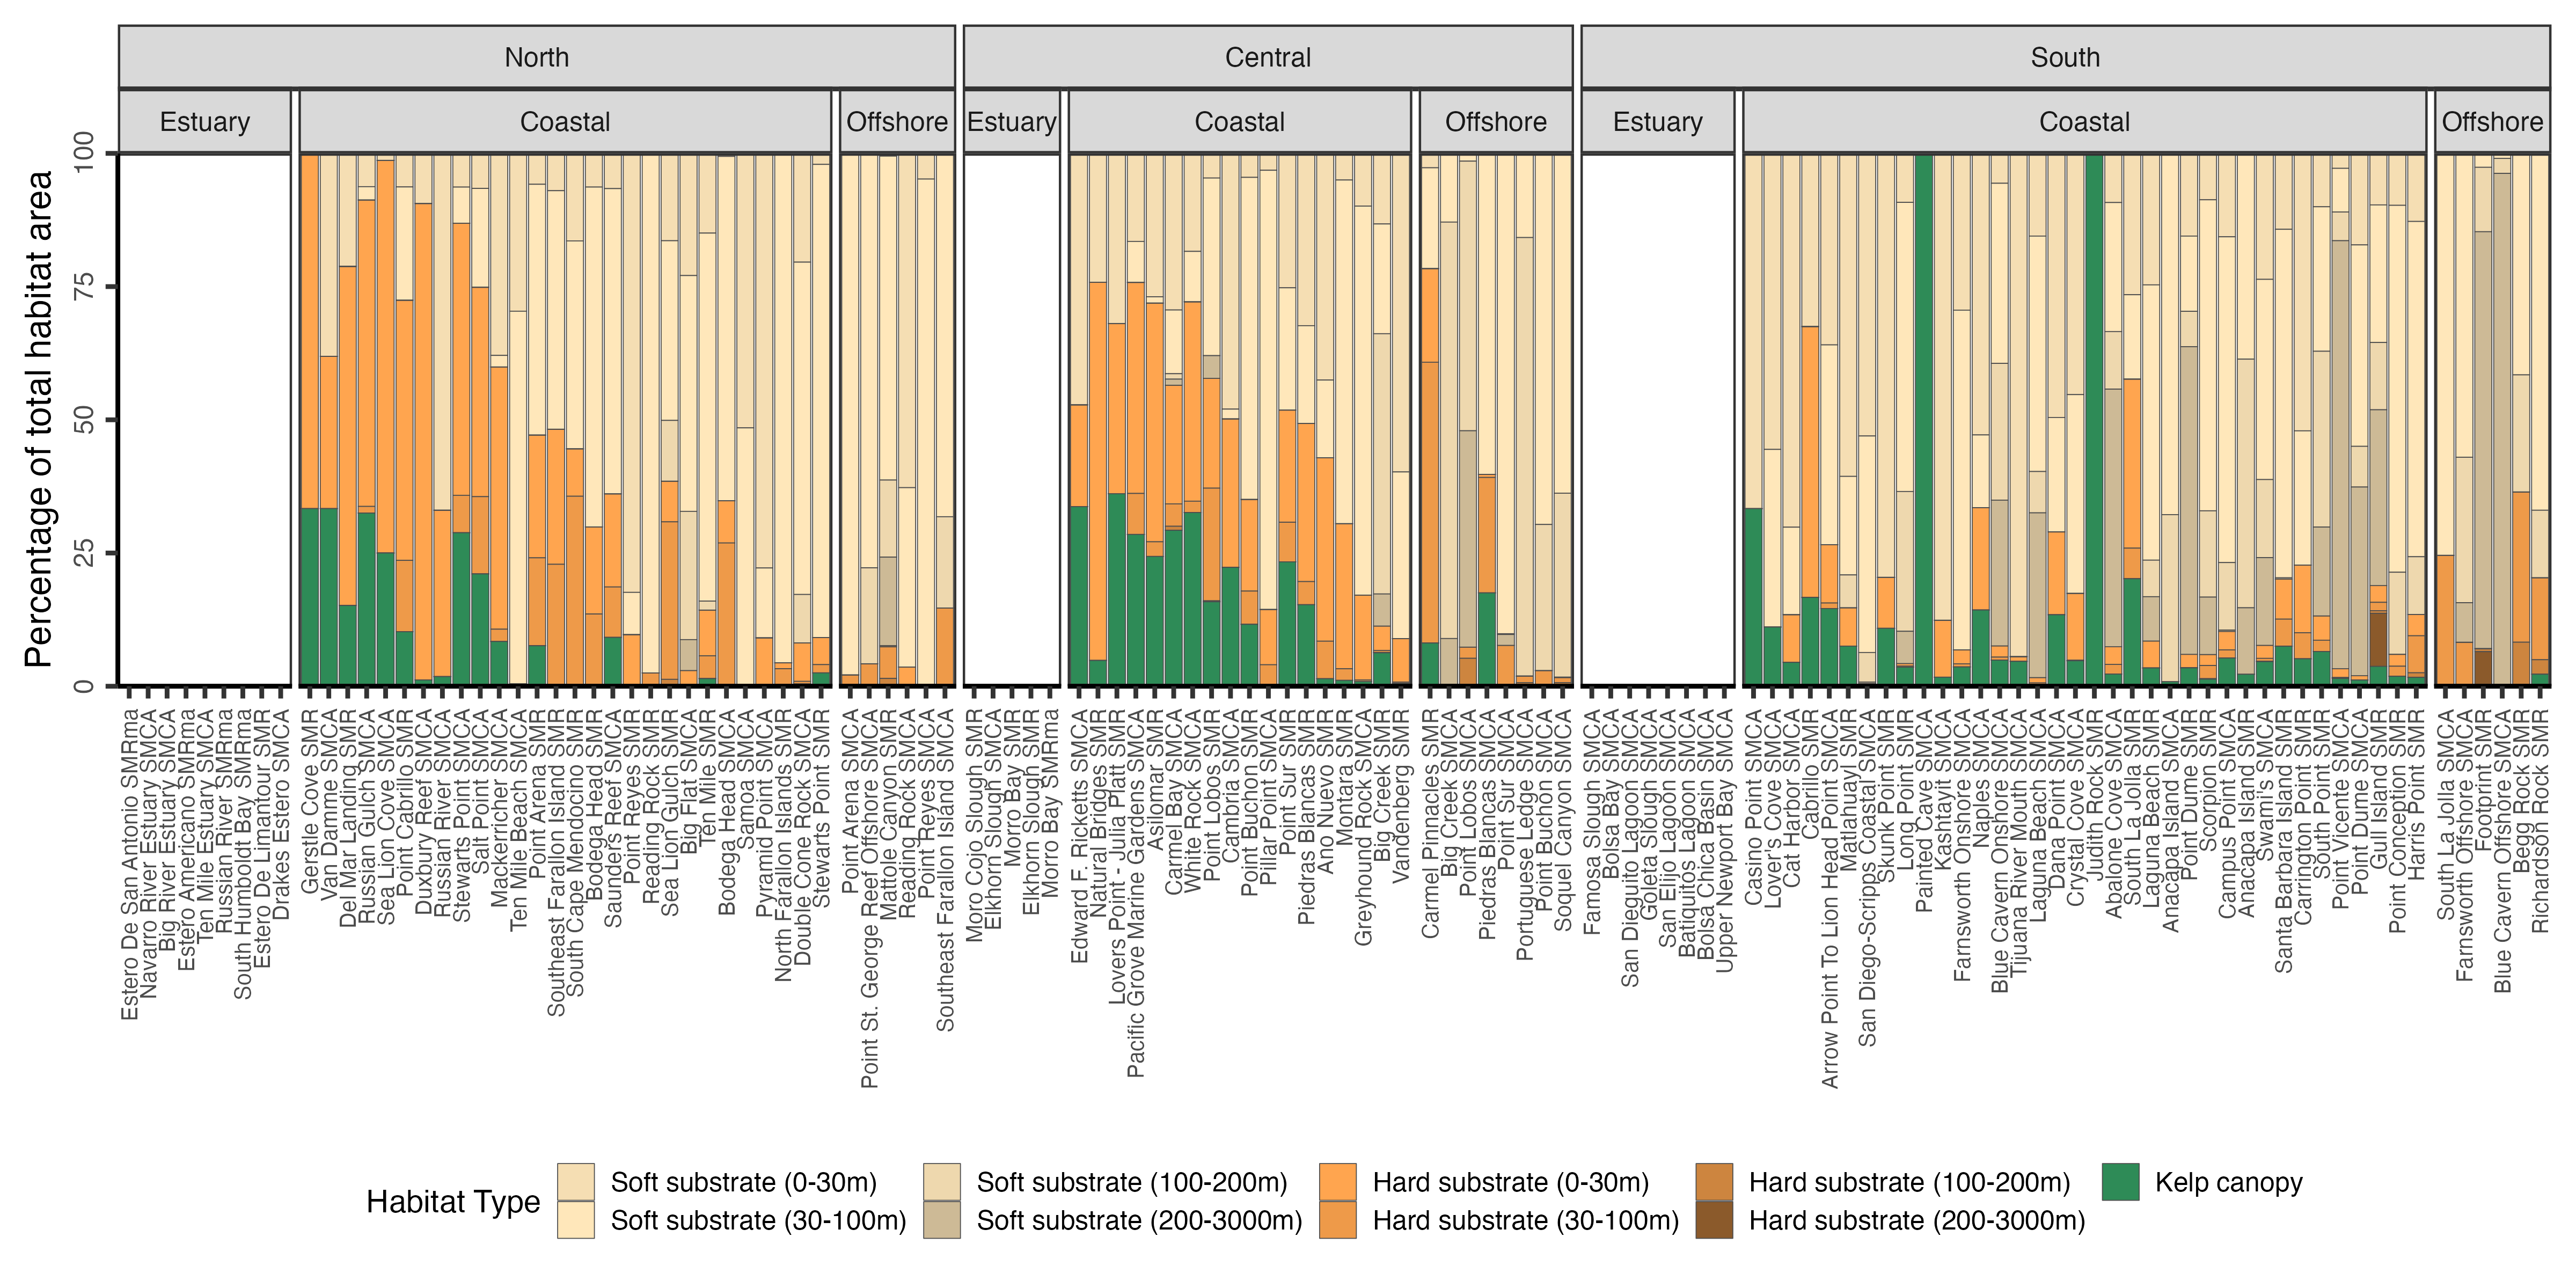 North
Central
South
Estuary
Coastal
Offshore
Estuary
Coastal
Offshore
Estuary
Coastal
Offshore
Percentage of total habitat area
100
75
50
25
0
Estero De San Antonio SMRma
Navarro River Estuary SMCA
Big River Estuary SMCA
Estero Americano SMRma
Ten Mile Estuary SMCA
Russian River SMRma
South Humboldt Bay SMRma
Estero De Limantour SMR
Drakes Estero SMCA
Gerstle Cove SMR
Van Damme SMCA
Del Mar Landing SMR
Russian Gulch SMCA
Sea Lion Cove SMCA
Point Cabrillo SMR
Duxbury Reef SMCA
Russian River SMCA
Stewarts Point SMCA
Salt Point SMCA
Mackerricher SMCA
Ten Mile Beach SMCA
Point Arena SMR
Southeast Farallon Island SMR
South Cape Mendocino SMR
Bodega Head SMR
Saunders Reef SMCA
Point Reyes SMR
Reading Rock SMR
Sea Lion Gulch SMR
Big Flat SMCA
Ten Mile SMR
Bodega Head SMCA
Samoa SMCA
Pyramid Point SMCA
North Farallon Islands SMR
Double Cone Rock SMCA
Stewarts Point SMR
Point Arena SMCA
Point St. George Reef Offshore SMCA
Mattole Canyon SMR
Reading Rock SMCA
Point Reyes SMCA
Southeast Farallon Island SMCA
Moro Cojo Slough SMR
Elkhorn Slough SMCA
Morro Bay SMR
Elkhorn Slough SMR
Morro Bay SMRma
Edward F. Ricketts SMCA
Natural Bridges SMR
Lovers Point - Julia Platt SMR
Pacific Grove Marine Gardens SMCA
Asilomar SMR
Carmel Bay SMCA
White Rock SMCA
Point Lobos SMR
Cambria SMCA
Point Buchon SMR
Pillar Point SMCA
Point Sur SMR
Piedras Blancas SMR
Ano Nuevo SMR
Montara SMR
Greyhound Rock SMCA
Big Creek SMR
Vandenberg SMR
Carmel Pinnacles SMR
Big Creek SMCA
Point Lobos SMCA
Piedras Blancas SMCA
Point Sur SMCA
Portuguese Ledge SMCA
Point Buchon SMCA
Soquel Canyon SMCA
Famosa Slough SMCA
Bolsa Bay SMCA
San Dieguito Lagoon SMCA
Goleta Slough SMCA
San Elijo Lagoon SMCA
Batiquitos Lagoon SMCA
Bolsa Chica Basin SMCA
Upper Newport Bay SMCA
Casino Point SMCA
Lover's Cove SMCA
Cat Harbor SMCA
Cabrillo SMR
Arrow Point To Lion Head Point SMCA
Matlahuayl SMR
San Diego-Scripps Coastal SMCA
Skunk Point SMR
Long Point SMR
Painted Cave SMCA
Kashtayit SMCA
Farnsworth Onshore SMCA
Naples SMCA
Blue Cavern Onshore SMCA
Tijuana River Mouth SMCA
Laguna Beach SMR
Dana Point SMCA
Crystal Cove SMCA
Judith Rock SMR
Abalone Cove SMCA
South La Jolla SMR
Laguna Beach SMCA
Anacapa Island SMCA
Point Dume SMR
Scorpion SMR
Campus Point SMCA
Anacapa Island SMR
Swami's SMCA
Santa Barbara Island SMR
Carrington Point SMR
South Point SMR
Point Vicente SMCA
Point Dume SMCA
Gull Island SMR
Point Conception SMR
Harris Point SMR
South La Jolla SMCA
Farnsworth Offshore SMCA
Footprint SMR
Blue Cavern Offshore SMCA
Begg Rock SMR
Richardson Rock SMR
Habitat Type
Soft substrate (0-30m)
Soft substrate (30-100m)
Soft substrate (100-200m)
Soft substrate (200-3000m)
Hard substrate (0-30m)
Hard substrate (30-100m)
Hard substrate (100-200m)
Hard substrate (200-3000m)
Kelp canopy